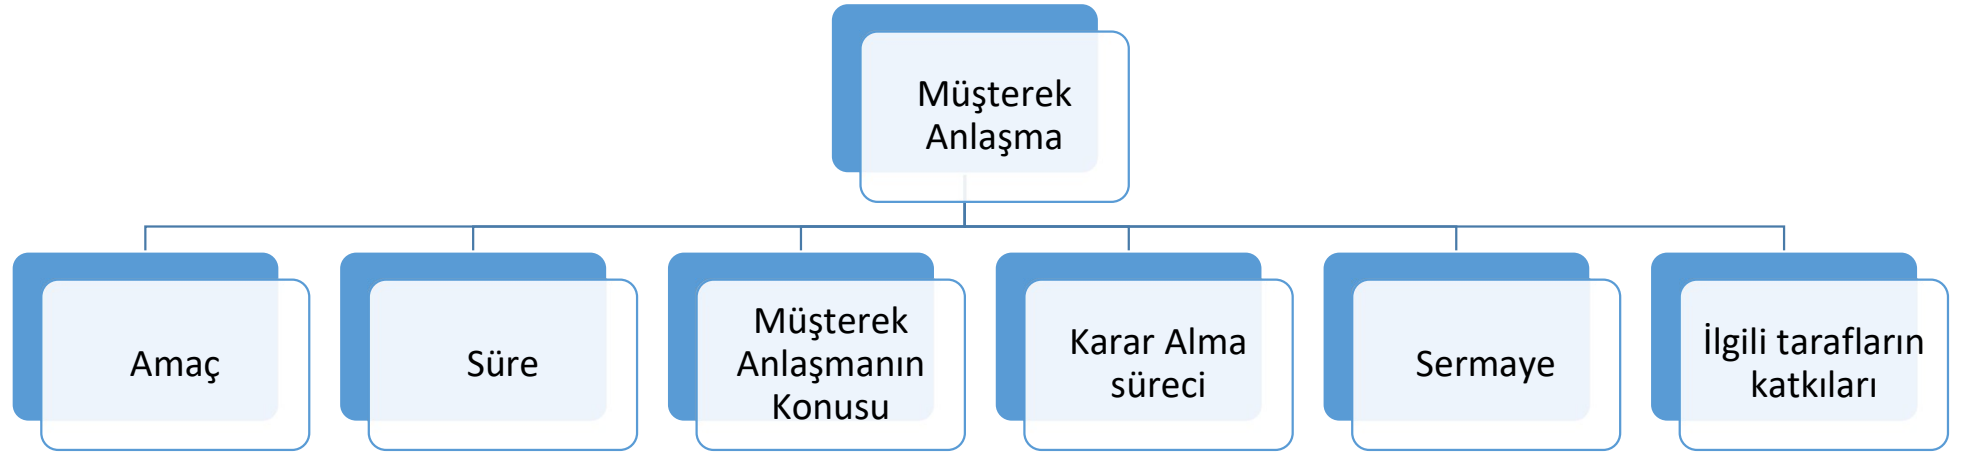 Müşterek
Anlaşma
Amaç
Süre
Müşterek
Anlaşmanın
Konusu
Karar Alma
süreci
Sermaye
İlgili tarafların
katkıları